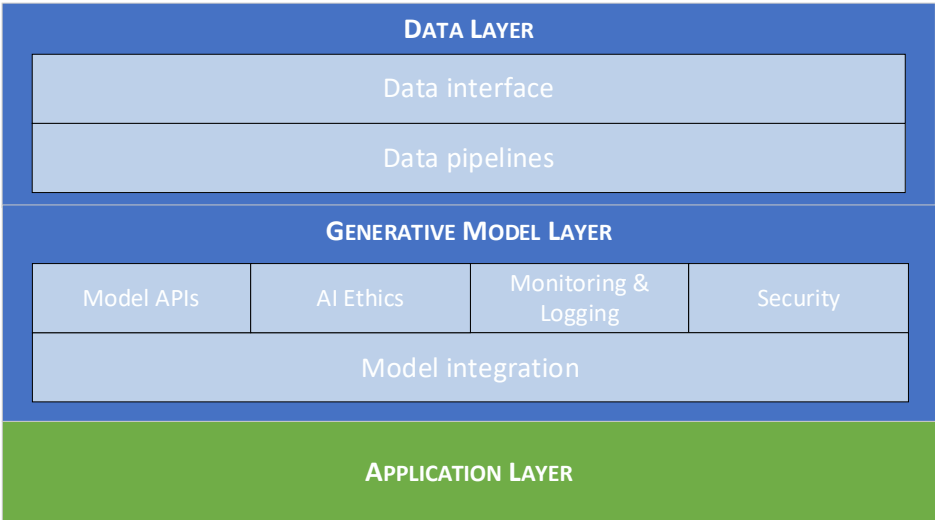 DATA LAYER
Data interface
Data pipelines
GENERATIVE MODEL LAYER
Model APIs
AI Ethics
Monitoring &
Logging
Security
Model integration
APPLICATION LAYER